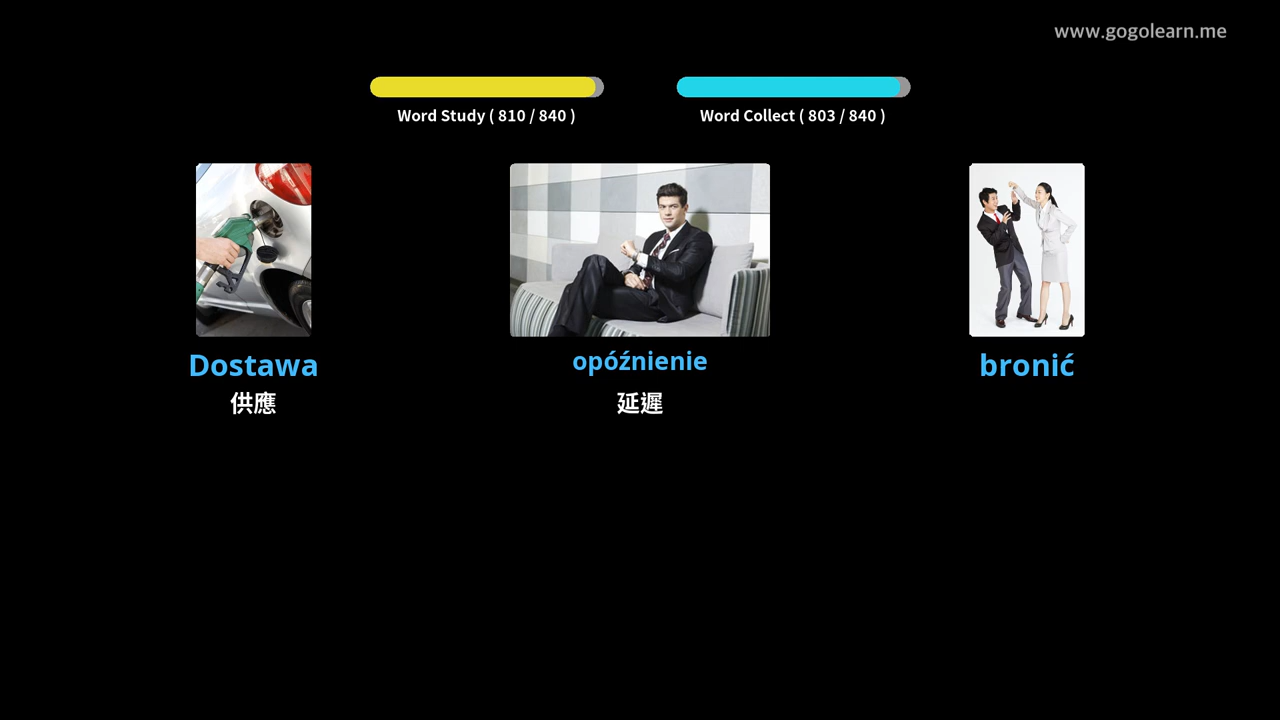 www.gogolearn.me
Word Study ( 810 / 840 )
Word Collect ( 803 / 840 )
Dostawa
供應
opóźnienie
延遲
bronić